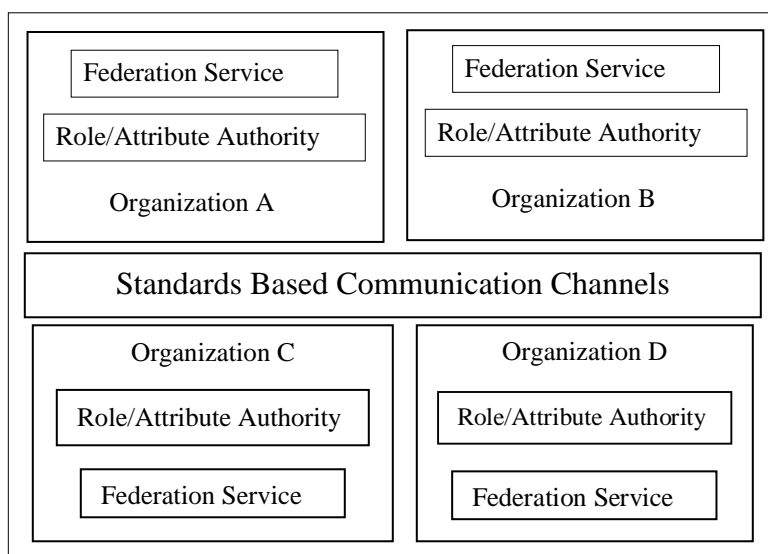 Federation Service
Role/Attribute Authority
Organization A
Federation Service
Role/Attribute Authority
Organization B
Standards Based Communication Channels
Organization C
Role/Attribute Authority
Federation Service
Organization D
Role/Attribute Authority
Federation Service